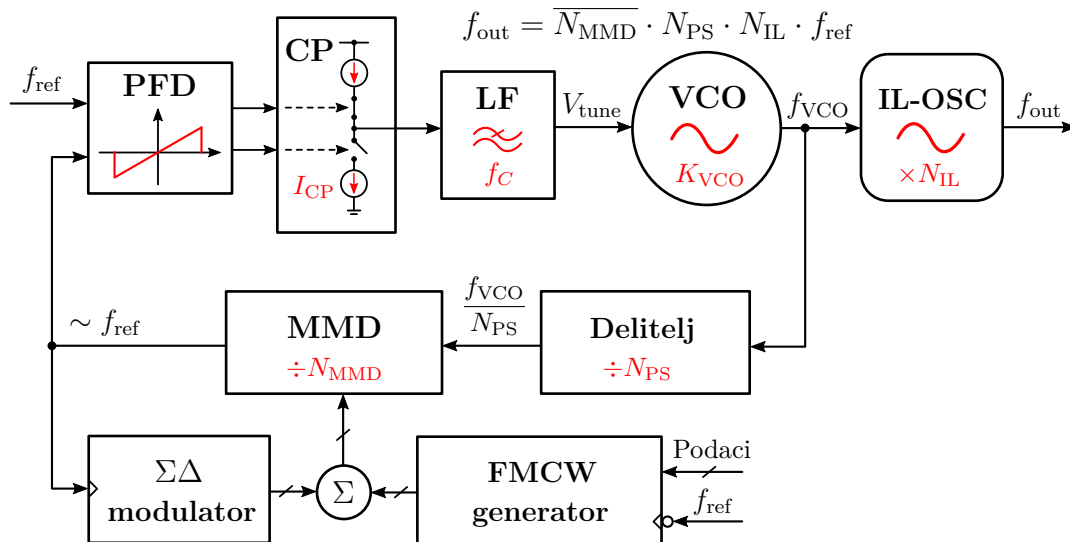 f_out = \overline{N_MMD} · N_PS · N_IL · f_ref
f_ref
PFD
CP
I_CP
LF
f_C
V_tune
VCO
K_VCO
f_VCO
IL-OSC
×N_IL
f_out
∼ f_ref
MMD
÷N_MMD
f_VCO
N_PS
Delitelj
÷N_PS
ΣΔ
modulator
Σ
FMCW
generator
Podaci
f_ref